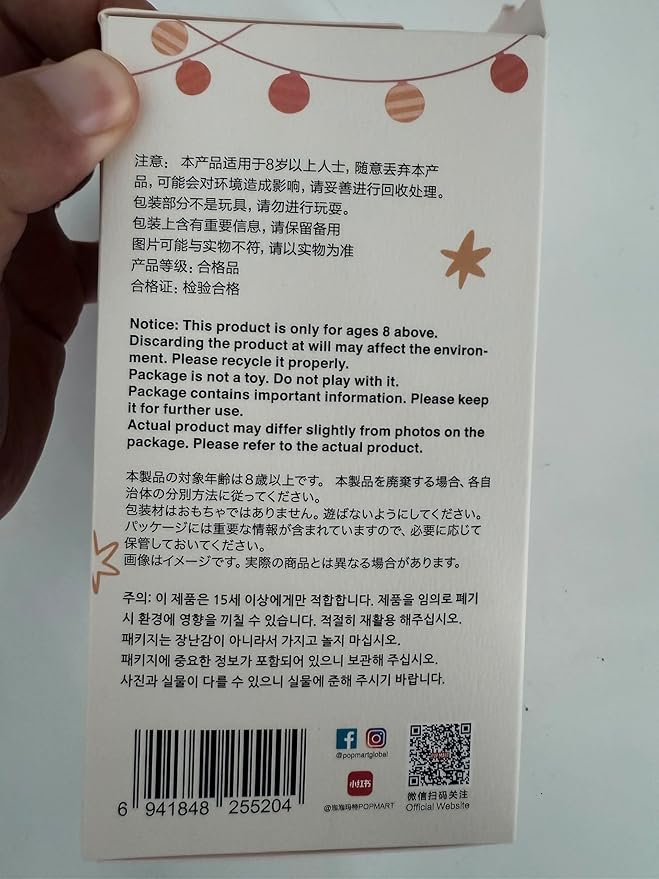 注意： 本产品适用于8岁以上人士，随意丢弃本产
品，可能会对环境造成影响，请妥善进行回收处理。
包装部分不是玩具，请勿进行玩耍。
包装上含有重要信息，请保留备用
图片可能与实物不符，请以实物为准
产品等级：合格品
合格证：检验合格
Notice: This product is only for ages 8 above.
Discarding the product at will may affect the environ-
ment. Please recycle it properly.
Package is not a toy. Do not play with it.
Package contains important information. Please keep
it for further use.
Actual product may differ slightly from photos on the
package. Please refer to the actual product.
本製品の対象年齢は8歳以上です。 本製品を廃棄する場合、各自
治体の分別方法に従ってください。
包装材はおもちゃではありません。遊ばないようにしてください。
パッケージには重要な情報が含まれていますので、必要に応じて
保管しておいてください。
画像はイメージです。実際の商品とは異なる場合があります。
주의: 이 제품은 15세 이상에게만 적합합니다. 제품을 임의로 폐기
시 환경에 영향을 끼칠 수 있습니다. 적절히 재활용 해주십시오.
패키지는 장난감이 아니라서 가지고 놀지 마십시오.
패키지에 중요한 정보가 포함되어 있으니 보관해 주십시오.
사진과 실물이 다를 수 있으니 실물에 준해 주시기 바랍니다.
@popmartglobal
小红书
@泡泡玛特POPMART
微信扫码关注
Official Website
6 941848 255204